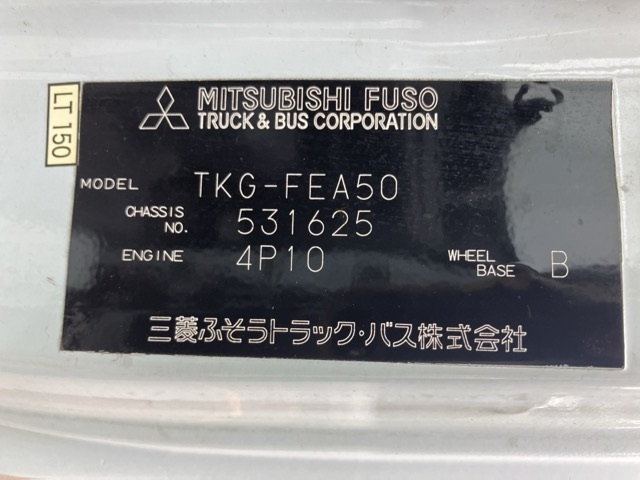 LT 150
MITSUBISHI FUSO
TRUCK & BUS CORPORATION
MODEL TKG-FEA50
CHASSIS NO. 531625
ENGINE 4P10 WHEEL BASE B
三菱ふそうトラック・バス株式会社